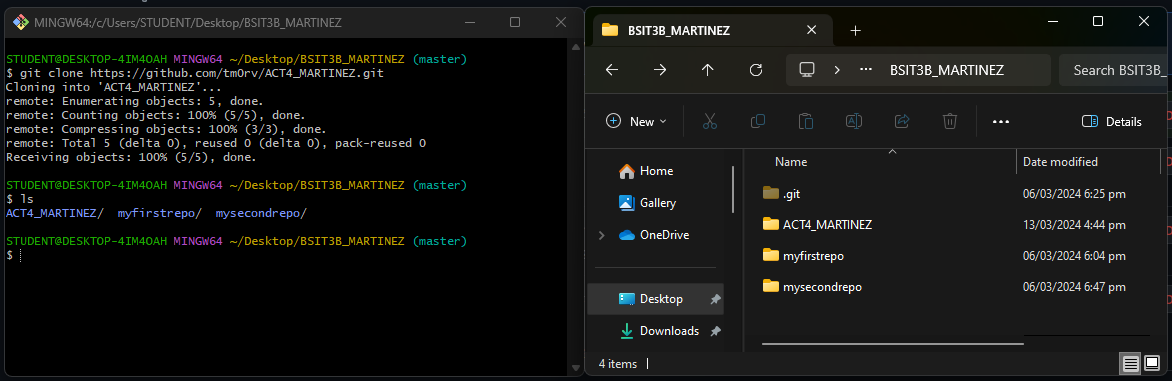 MINGW64:/c/Users/STUDENT/Desktop/BSIT3B_MARTINEZ
STUDENT@DESKTOP-4IM4OAH MINGW64 ~/Desktop/BSIT3B_MARTINEZ (master)
$ git clone https://github.com/tm0rv/ACT4_MARTINEZ.git
Cloning into 'ACT4_MARTINEZ'...
remote: Enumerating objects: 5, done.
remote: Counting objects: 100% (5/5), done.
remote: Compressing objects: 100% (3/3), done.
remote: Total 5 (delta 0), reused 0 (delta 0), pack-reused 0
Receiving objects: 100% (5/5), done.
STUDENT@DESKTOP-4IM4OAH MINGW64 ~/Desktop/BSIT3B_MARTINEZ (master)
$ ls
ACT4_MARTINEZ/  myfirstrepo/  mysecondrepo/
STUDENT@DESKTOP-4IM4OAH MINGW64 ~/Desktop/BSIT3B_MARTINEZ (master)
$
BSIT3B_MARTINEZ
BSIT3B_MARTINEZ
Search BSIT3B_
New
Details
Home
Gallery
OneDrive
Desktop
Downloads
Name Date modified
.git 06/03/2024 6:25 pm
ACT4_MARTINEZ 13/03/2024 4:44 pm
myfirstrepo 06/03/2024 6:04 pm
mysecondrepo 06/03/2024 6:47 pm
4 items